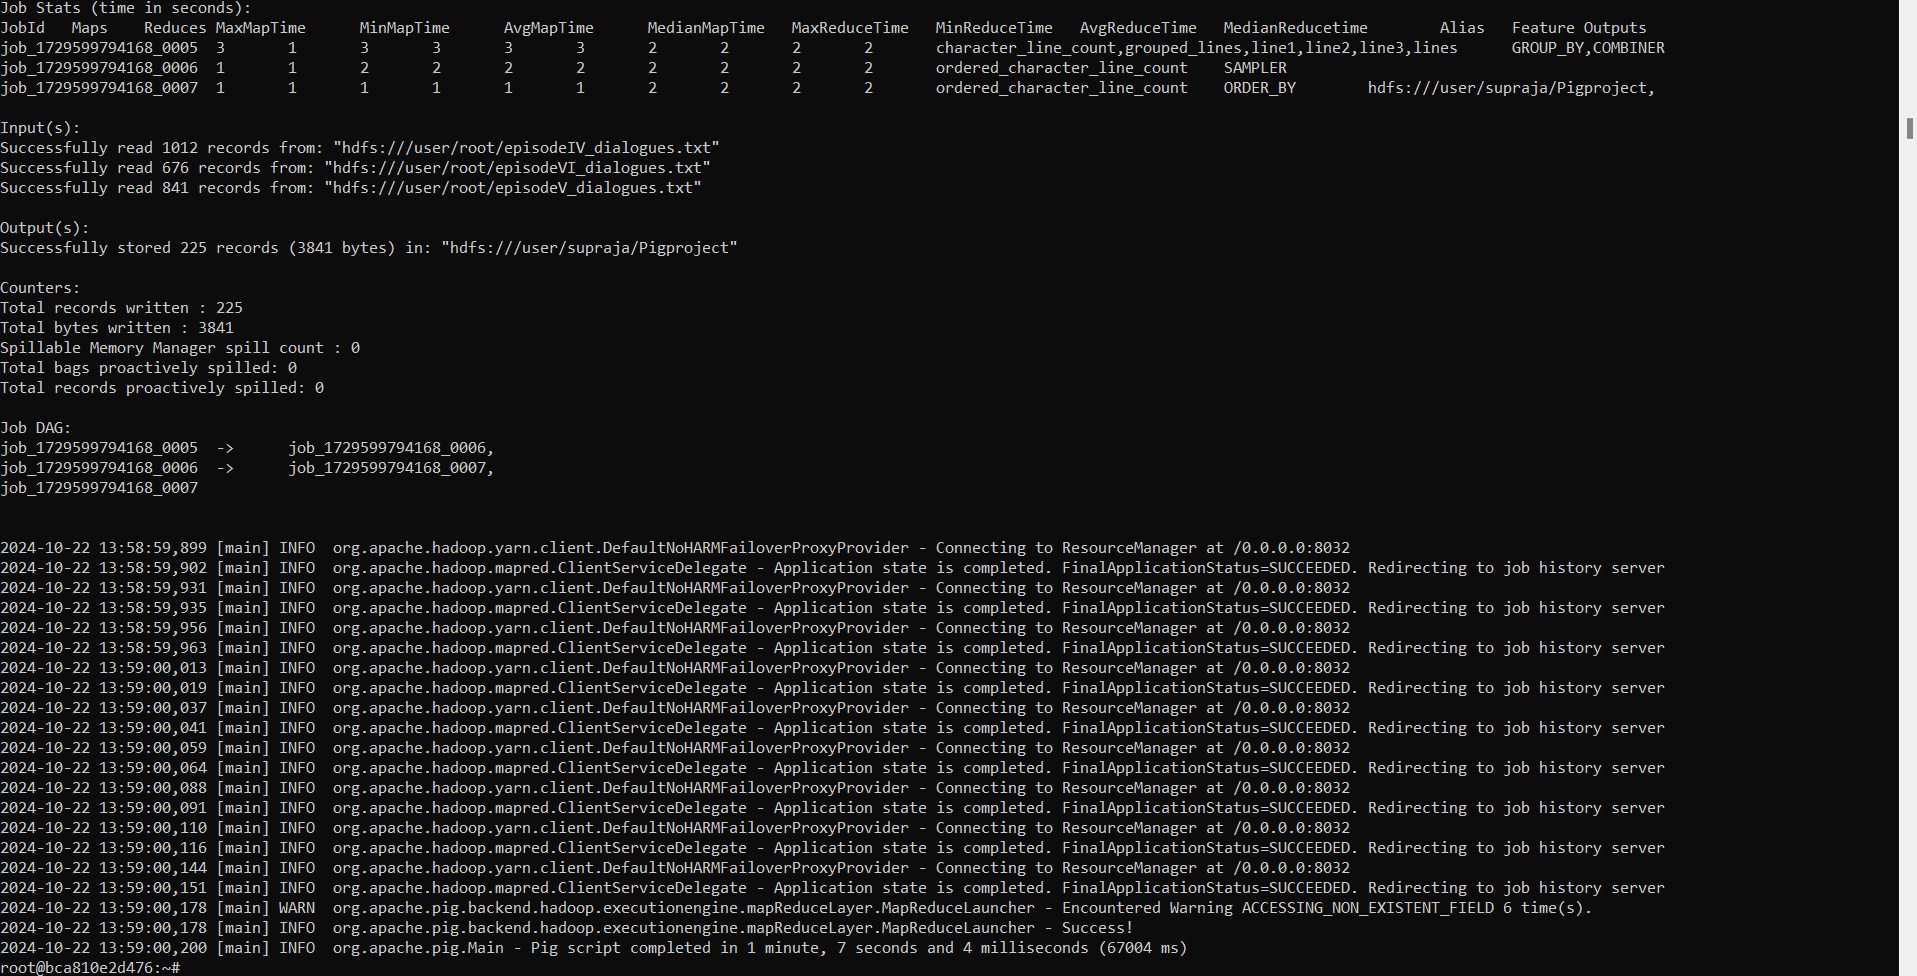 Job Stats (time in seconds):
JobId	Maps	Reduces	MaxMapTime	MinMapTime	AvgMapTime	MedianMapTime	MaxReduceTime	MinReduceTime	AvgReduceTime	MedianReducetime	Alias	Feature Outputs
job_1729599794168_0005	3	1	3	3	3	3	2	2	2	2	character_line_count,grouped_lines,line1,line2,line3,lines	GROUP_BY,COMBINER
job_1729599794168_0006	1	1	2	2	2	2	2	2	2	2	ordered_character_line_count	SAMPLER
job_1729599794168_0007	1	1	1	1	1	1	2	2	2	2	ordered_character_line_count	ORDER_BY	hdfs:///user/supraja/Pigproject,
Input(s):
Successfully read 1012 records from: "hdfs:///user/root/episodeIV_dialogues.txt"
Successfully read 676 records from: "hdfs:///user/root/episodeVI_dialogues.txt"
Successfully read 841 records from: "hdfs:///user/root/episodeV_dialogues.txt"
Output(s):
Successfully stored 225 records (3841 bytes) in: "hdfs:///user/supraja/Pigproject"
Counters:
Total records written : 225
Total bytes written : 3841
Spillable Memory Manager spill count : 0
Total bags proactively spilled: 0
Total records proactively spilled: 0
Job DAG:
job_1729599794168_0005	->	job_1729599794168_0006,
job_1729599794168_0006	->	job_1729599794168_0007,
job_1729599794168_0007
2024-10-22 13:58:59,899 [main] INFO  org.apache.hadoop.yarn.client.DefaultNoHARMFailoverProxyProvider - Connecting to ResourceManager at /0.0.0.0:8032
2024-10-22 13:58:59,902 [main] INFO  org.apache.hadoop.mapred.ClientServiceDelegate - Application state is completed. FinalApplicationStatus=SUCCEEDED. Redirecting to job history server
2024-10-22 13:58:59,931 [main] INFO  org.apache.hadoop.yarn.client.DefaultNoHARMFailoverProxyProvider - Connecting to ResourceManager at /0.0.0.0:8032
2024-10-22 13:58:59,935 [main] INFO  org.apache.hadoop.mapred.ClientServiceDelegate - Application state is completed. FinalApplicationStatus=SUCCEEDED. Redirecting to job history server
2024-10-22 13:58:59,956 [main] INFO  org.apache.hadoop.yarn.client.DefaultNoHARMFailoverProxyProvider - Connecting to ResourceManager at /0.0.0.0:8032
2024-10-22 13:58:59,963 [main] INFO  org.apache.hadoop.mapred.ClientServiceDelegate - Application state is completed. FinalApplicationStatus=SUCCEEDED. Redirecting to job history server
2024-10-22 13:59:00,013 [main] INFO  org.apache.hadoop.yarn.client.DefaultNoHARMFailoverProxyProvider - Connecting to ResourceManager at /0.0.0.0:8032
2024-10-22 13:59:00,019 [main] INFO  org.apache.hadoop.mapred.ClientServiceDelegate - Application state is completed. FinalApplicationStatus=SUCCEEDED. Redirecting to job history server
2024-10-22 13:59:00,037 [main] INFO  org.apache.hadoop.yarn.client.DefaultNoHARMFailoverProxyProvider - Connecting to ResourceManager at /0.0.0.0:8032
2024-10-22 13:59:00,041 [main] INFO  org.apache.hadoop.mapred.ClientServiceDelegate - Application state is completed. FinalApplicationStatus=SUCCEEDED. Redirecting to job history server
2024-10-22 13:59:00,059 [main] INFO  org.apache.hadoop.yarn.client.DefaultNoHARMFailoverProxyProvider - Connecting to ResourceManager at /0.0.0.0:8032
2024-10-22 13:59:00,064 [main] INFO  org.apache.hadoop.mapred.ClientServiceDelegate - Application state is completed. FinalApplicationStatus=SUCCEEDED. Redirecting to job history server
2024-10-22 13:59:00,088 [main] INFO  org.apache.hadoop.yarn.client.DefaultNoHARMFailoverProxyProvider - Connecting to ResourceManager at /0.0.0.0:8032
2024-10-22 13:59:00,091 [main] INFO  org.apache.hadoop.mapred.ClientServiceDelegate - Application state is completed. FinalApplicationStatus=SUCCEEDED. Redirecting to job history server
2024-10-22 13:59:00,110 [main] INFO  org.apache.hadoop.yarn.client.DefaultNoHARMFailoverProxyProvider - Connecting to ResourceManager at /0.0.0.0:8032
2024-10-22 13:59:00,116 [main] INFO  org.apache.hadoop.mapred.ClientServiceDelegate - Application state is completed. FinalApplicationStatus=SUCCEEDED. Redirecting to job history server
2024-10-22 13:59:00,144 [main] INFO  org.apache.hadoop.yarn.client.DefaultNoHARMFailoverProxyProvider - Connecting to ResourceManager at /0.0.0.0:8032
2024-10-22 13:59:00,151 [main] INFO  org.apache.hadoop.mapred.ClientServiceDelegate - Application state is completed. FinalApplicationStatus=SUCCEEDED. Redirecting to job history server
2024-10-22 13:59:00,178 [main] WARN  org.apache.pig.backend.hadoop.executionengine.mapReduceLayer.MapReduceLauncher - Encountered Warning ACCESSING_NON_EXISTENT_FIELD 6 time(s).
2024-10-22 13:59:00,178 [main] INFO  org.apache.pig.backend.hadoop.executionengine.mapReduceLayer.MapReduceLauncher - Success!
2024-10-22 13:59:00,200 [main] INFO  org.apache.pig.Main - Pig script completed in 1 minute, 7 seconds and 4 milliseconds (67004 ms)
root@bca810e2d476:~#